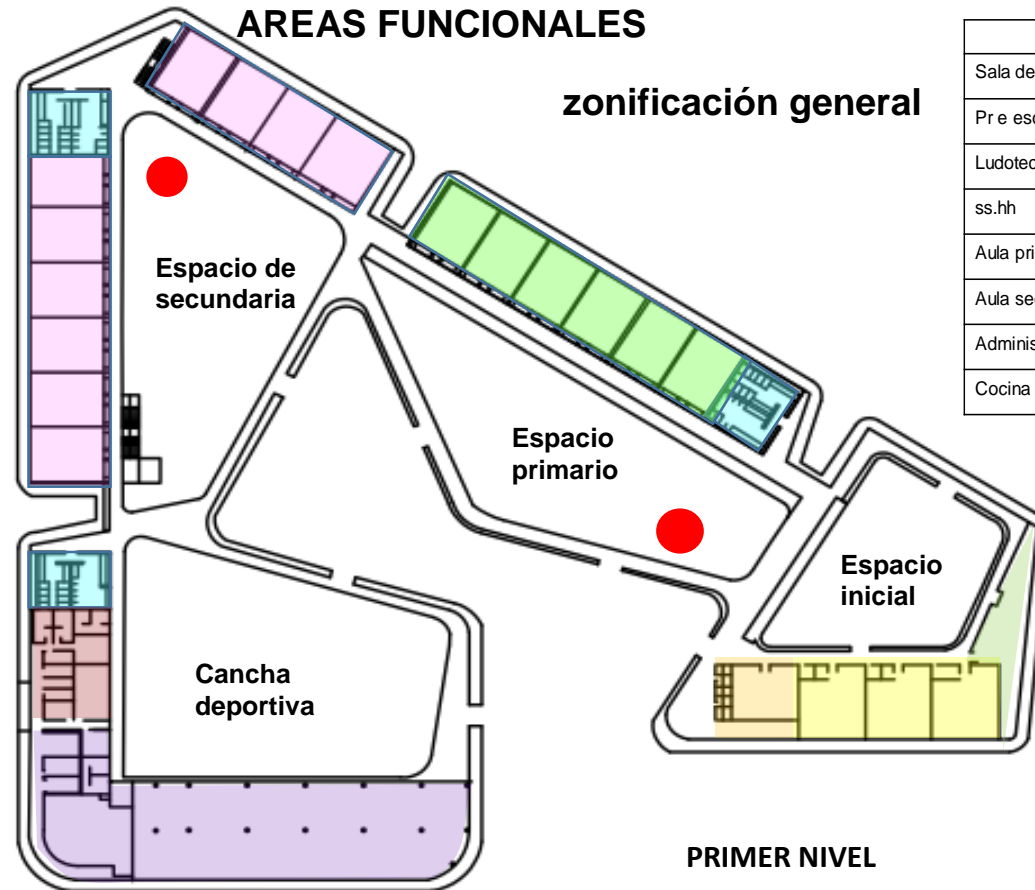 AREAS FUNCIONALES
zonificación general
Sala de
Pr e esc
Ludotec
ss.hh
Aula pri
Aula sec
Adminis
Cocina
Espacio de
secundaria
Espacio
primario
Espacio
inicial
Cancha
deportiva
PRIMER NIVEL